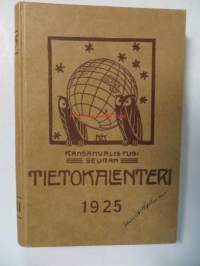 KANSANVALISTUS-
SEURAN
TIETOKALENTERI
1925